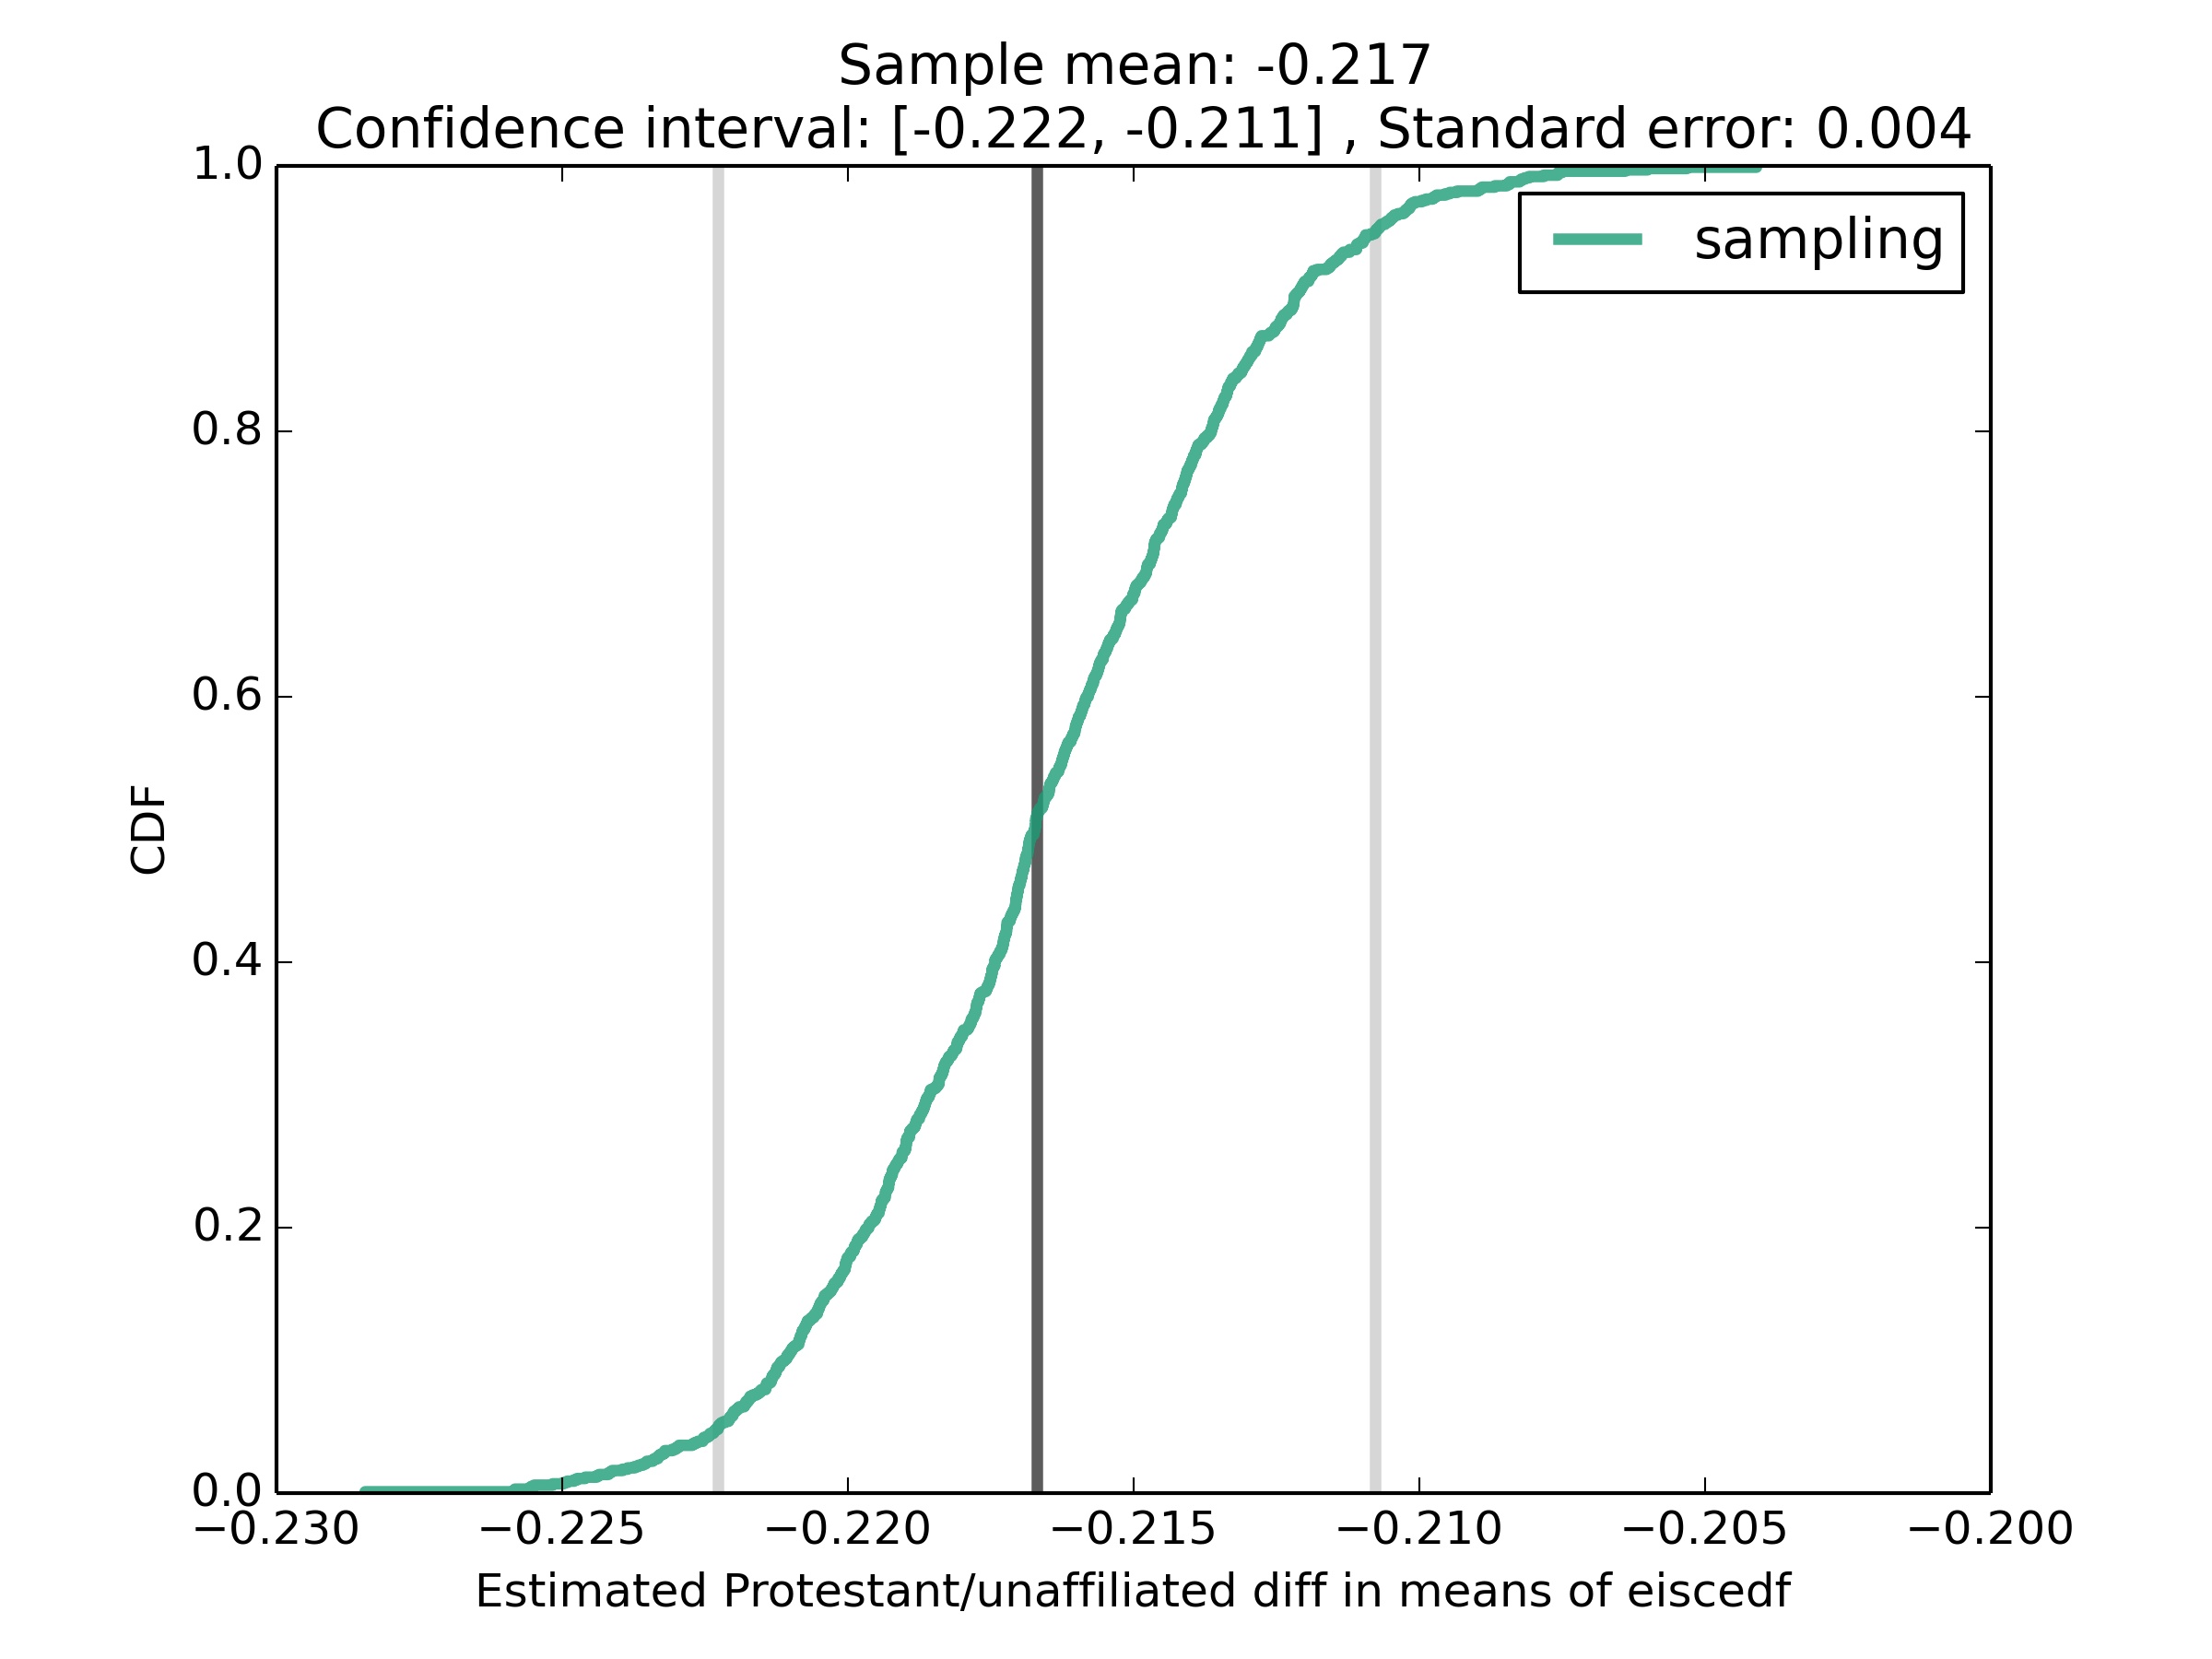 Sample mean: -0.217
Confidence interval: [-0.222, -0.211] , Standard error: 0.004
1.0
0.8
0.6
0.4
0.2
0.0
CDF
sampling
−0.230 −0.225 −0.220 −0.215 −0.210 −0.205 −0.200
Estimated Protestant/unaffiliated diff in means of eiscedf